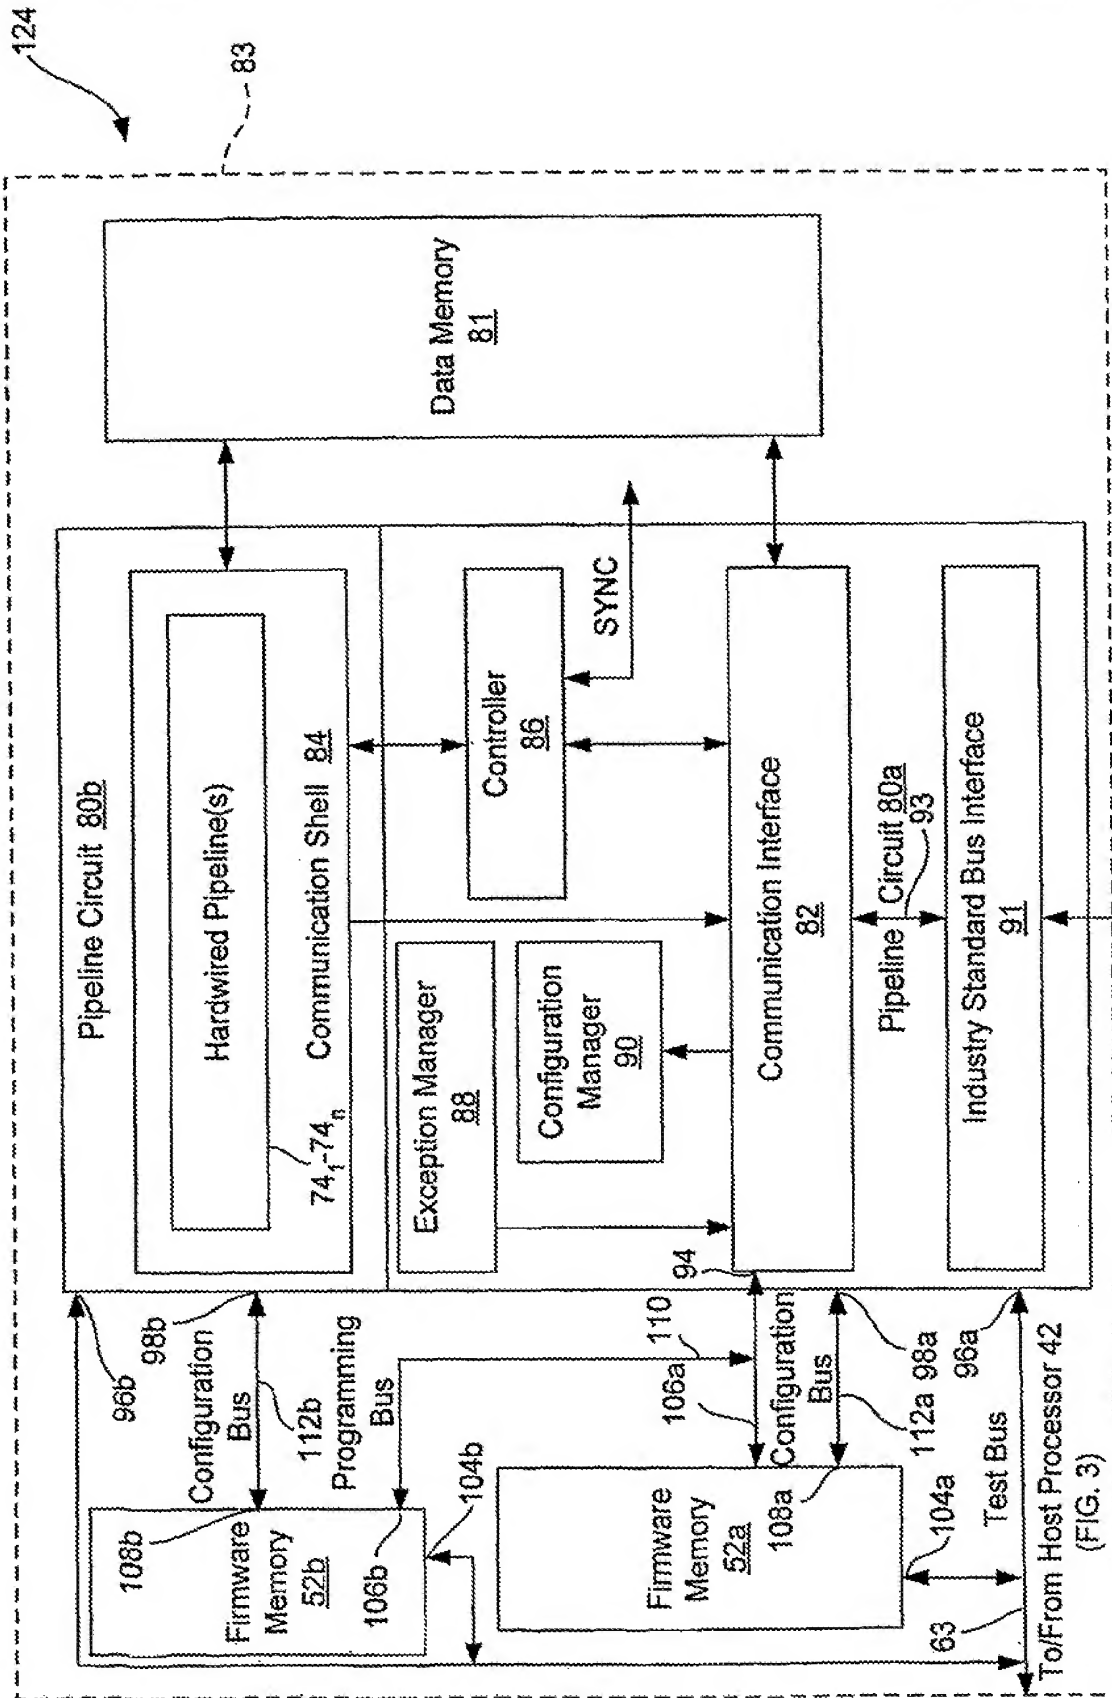 124
83
Data Memory
81
Pipeline Circuit 80b
Hardwired Pipeline(s)
74₁-74ₙ
Communication Shell 84
Controller
86
SYNC
Exception Manager
88
Configuration
Manager
90
Communication Interface
82
Pipeline Circuit 80a
93
Industry Standard Bus Interface
91
94
96b
98b
Configuration
Bus
112b
Programming
Bus
110
106a
Configuration
Bus
112a
98a
96a
108b
Firmware
Memory
52b
106b
104b
Firmware
Memory
52a
108a
104a
Test Bus
63
To/From Host Processor 42
(FIG. 3)